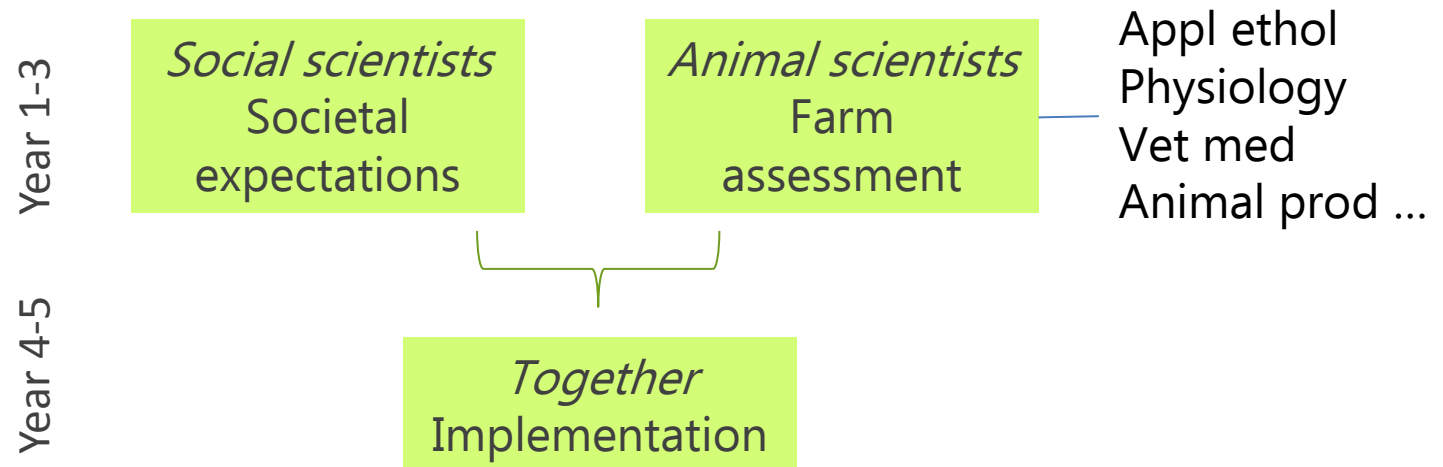 Year 1-3
Social scientists
Societal
expectations
Animal scientists
Farm
assessment
Appl ethol
Physiology
Vet med
Animal prod ...
Year 4-5
Together
Implementation